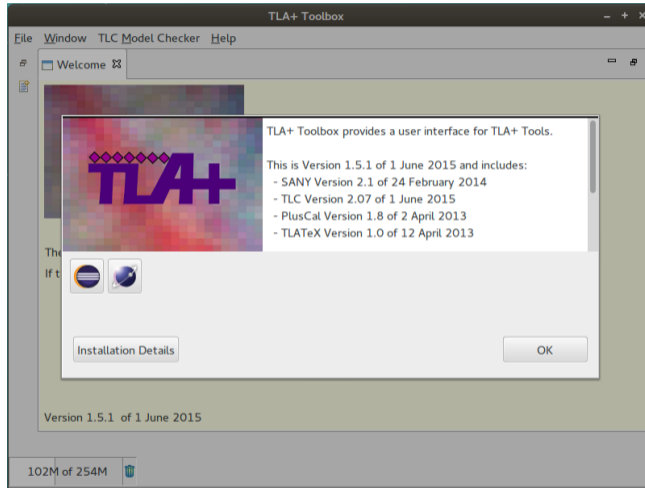 TLA+ Toolbox
File Window TLC Model Checker Help
Welcome
TLA+
TLA+ Toolbox provides a user interface for TLA+ Tools.
This is Version 1.5.1 of 1 June 2015 and includes:
- SANY Version 2.1 of 24 February 2014
- TLC Version 2.07 of 1 June 2015
- PlusCal Version 1.8 of 2 April 2013
- TLATeX Version 1.0 of 12 April 2013
The
If t
Installation Details
OK
Version 1.5.1 of 1 June 2015
102M of 254M